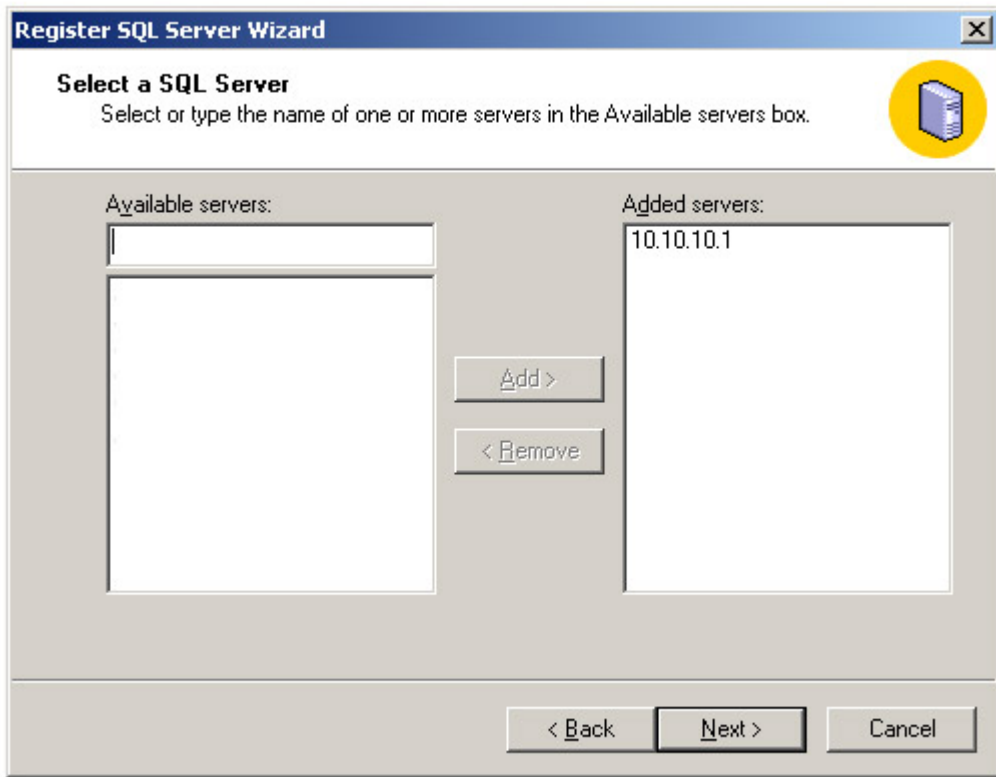 Register SQL Server Wizard
Select a SQL Server
Select or type the name of one or more servers in the Available servers box.
Available servers:
Added servers:
10.10.10.1
Add >
< Remove
< Back
Next >
Cancel